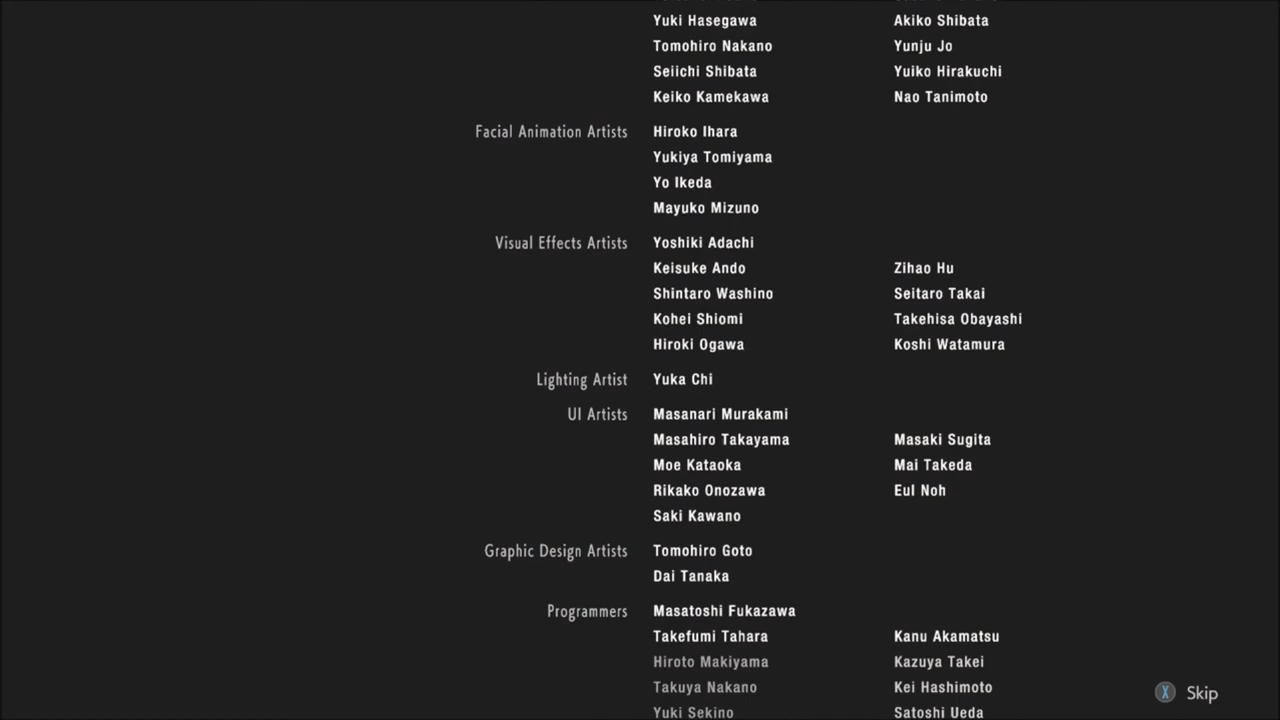 Yuki Hasegawa Akiko Shibata
Tomohiro Nakano Yunju Jo
Seiichi Shibata Yuiko Hirakuchi
Keiko Kamekawa Nao Tanimoto
Facial Animation Artists Hiroko Ihara
Yukiya Tomiyama
Yo Ikeda
Mayuko Mizuno
Visual Effects Artists Yoshiki Adachi
Keisuke Ando Zihao Hu
Shintaro Washino Seitaro Takai
Kohei Shiomi Takehisa Obayashi
Hiroki Ogawa Koshi Watamura
Lighting Artist Yuka Chi
UI Artists Masanari Murakami
Masahiro Takayama Masaki Sugita
Moe Kataoka Mai Takeda
Rikako Onozawa Eul Noh
Saki Kawano
Graphic Design Artists Tomohiro Goto
Dai Tanaka
Programmers Masatoshi Fukazawa
Takefumi Tahara Kanu Akamatsu
Hiroto Makiyama Kazuya Takei
Takuya Nakano Kei Hashimoto
Yuki Sekino Satoshi Ueda
X Skip